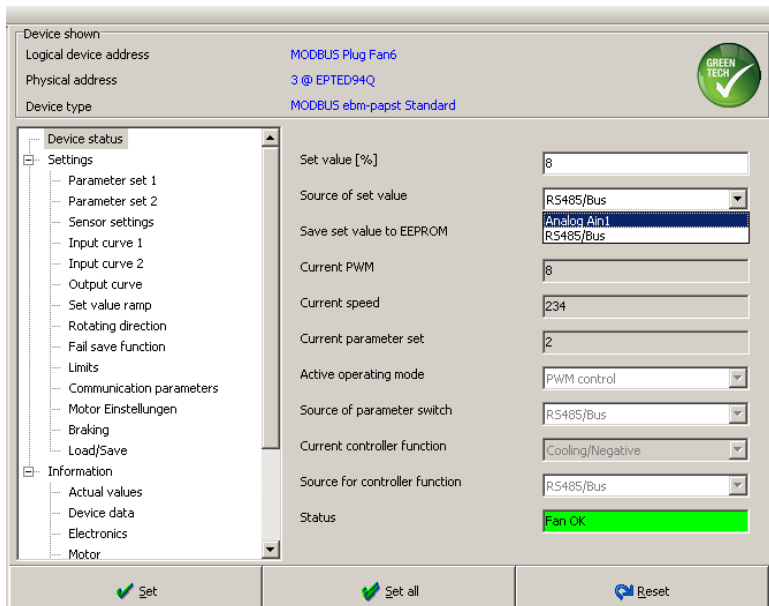 Device shown
Logical device address MODBUS Plug Fan6
Physical address 3 @ EPTED94Q
Device type MODBUS ebm-papst Standard
GREEN
TECH
Device status
Settings
Parameter set 1
Parameter set 2
Sensor settings
Input curve 1
Input curve 2
Output curve
Set value ramp
Rotating direction
Fail save function
Limits
Communication parameters
Motor Einstellungen
Braking
Load/Save
Information
Actual values
Device data
Electronics
Motor
Set value [%] 8
Source of set value RS485/Bus
Analog Ain1
RS485/Bus
Save set value to EEPROM
Current PWM 8
Current speed 234
Current parameter set 2
Active operating mode PWM control
Source of parameter switch RS485/Bus
Current controller function Cooling/Negative
Source for controller function RS485/Bus
Status Fan OK
Set Set all Reset